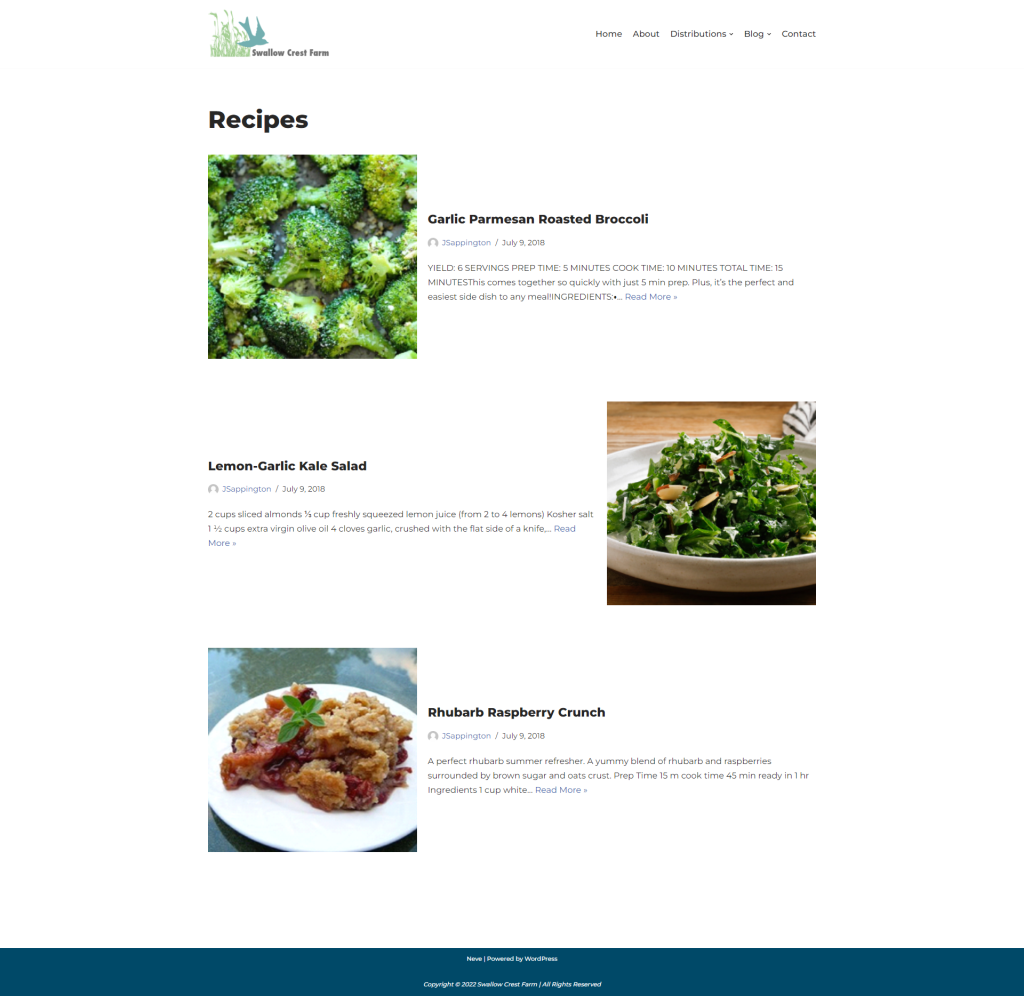 Swallow Crest Farm
Home About Distributions Blog Contact
Recipes
Garlic Parmesan Roasted Broccoli
JSappington / July 9, 2018
YIELD: 6 SERVINGS PREP TIME: 5 MINUTES COOK TIME: 10 MINUTES TOTAL TIME: 15
MINUTESThis comes together so quickly with just 5 min prep. Plus, it's the perfect and
easiest side dish to any meal!INGREDIENTS:•… Read More »
Lemon-Garlic Kale Salad
JSappington / July 9, 2018
2 cups sliced almonds ⅓ cup freshly squeezed lemon juice (from 2 to 4 lemons) Kosher salt
1 ½ cups extra virgin olive oil 4 cloves garlic, crushed with the flat side of a knife,… Read
More »
Rhubarb Raspberry Crunch
JSappington / July 9, 2018
A perfect rhubarb summer refresher. A yummy blend of rhubarb and raspberries
surrounded by brown sugar and oats crust. Prep Time 15 m cook time 45 min ready in 1 hr
Ingredients 1 cup white… Read More »
Neve | Powered by WordPress
Copyright © 2022 Swallow Crest Farm | All Rights Reserved